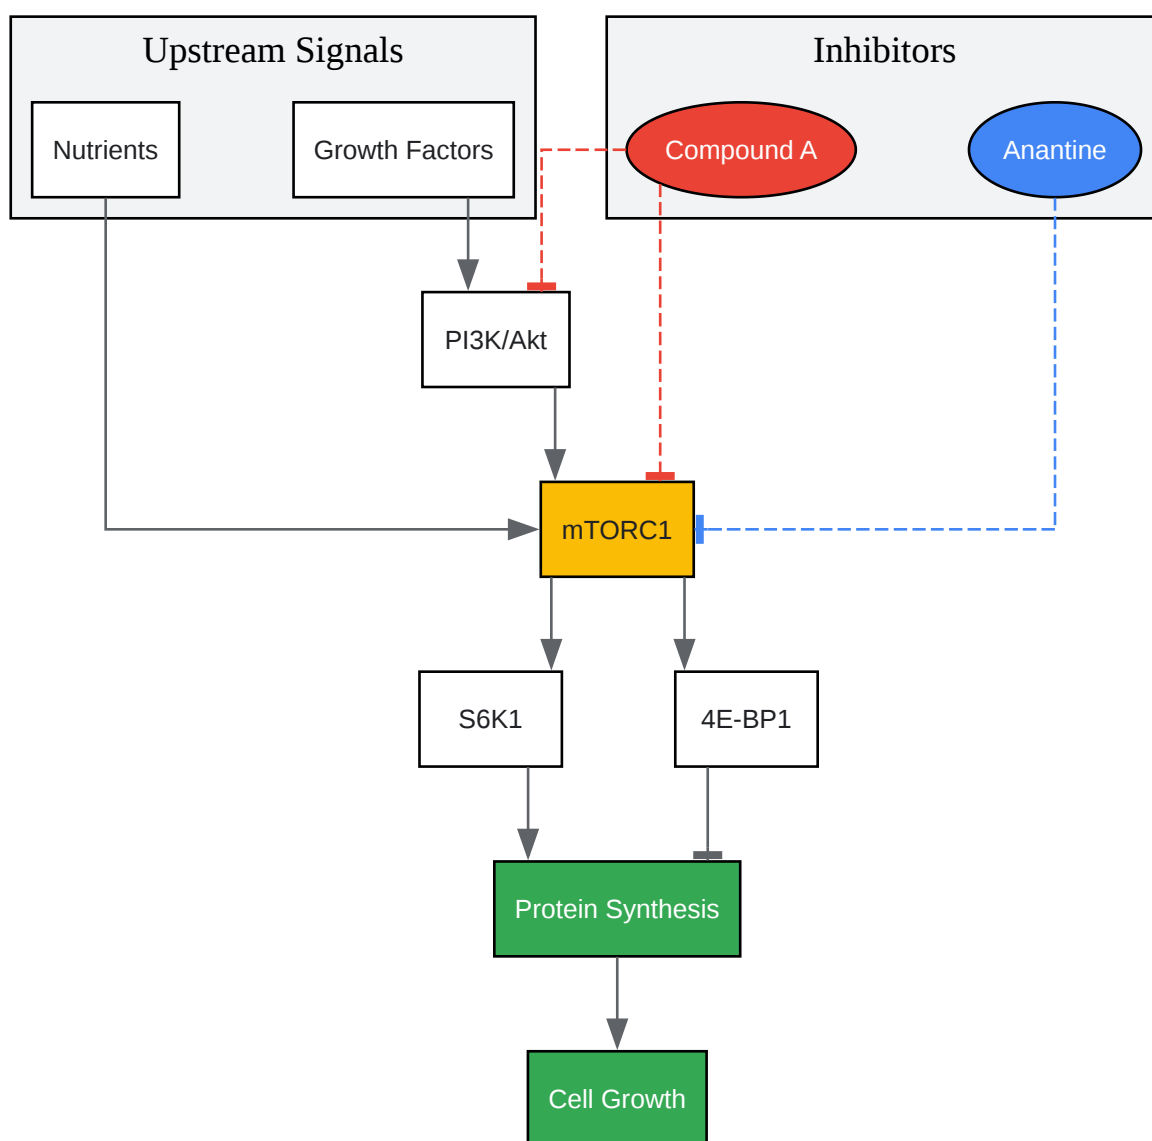 Upstream Signals
Inhibitors
Nutrients
Growth Factors
Compound A
Anantine
PI3K/Akt
mTORC1
S6K1
4E-BP1
Protein Synthesis
Cell Growth